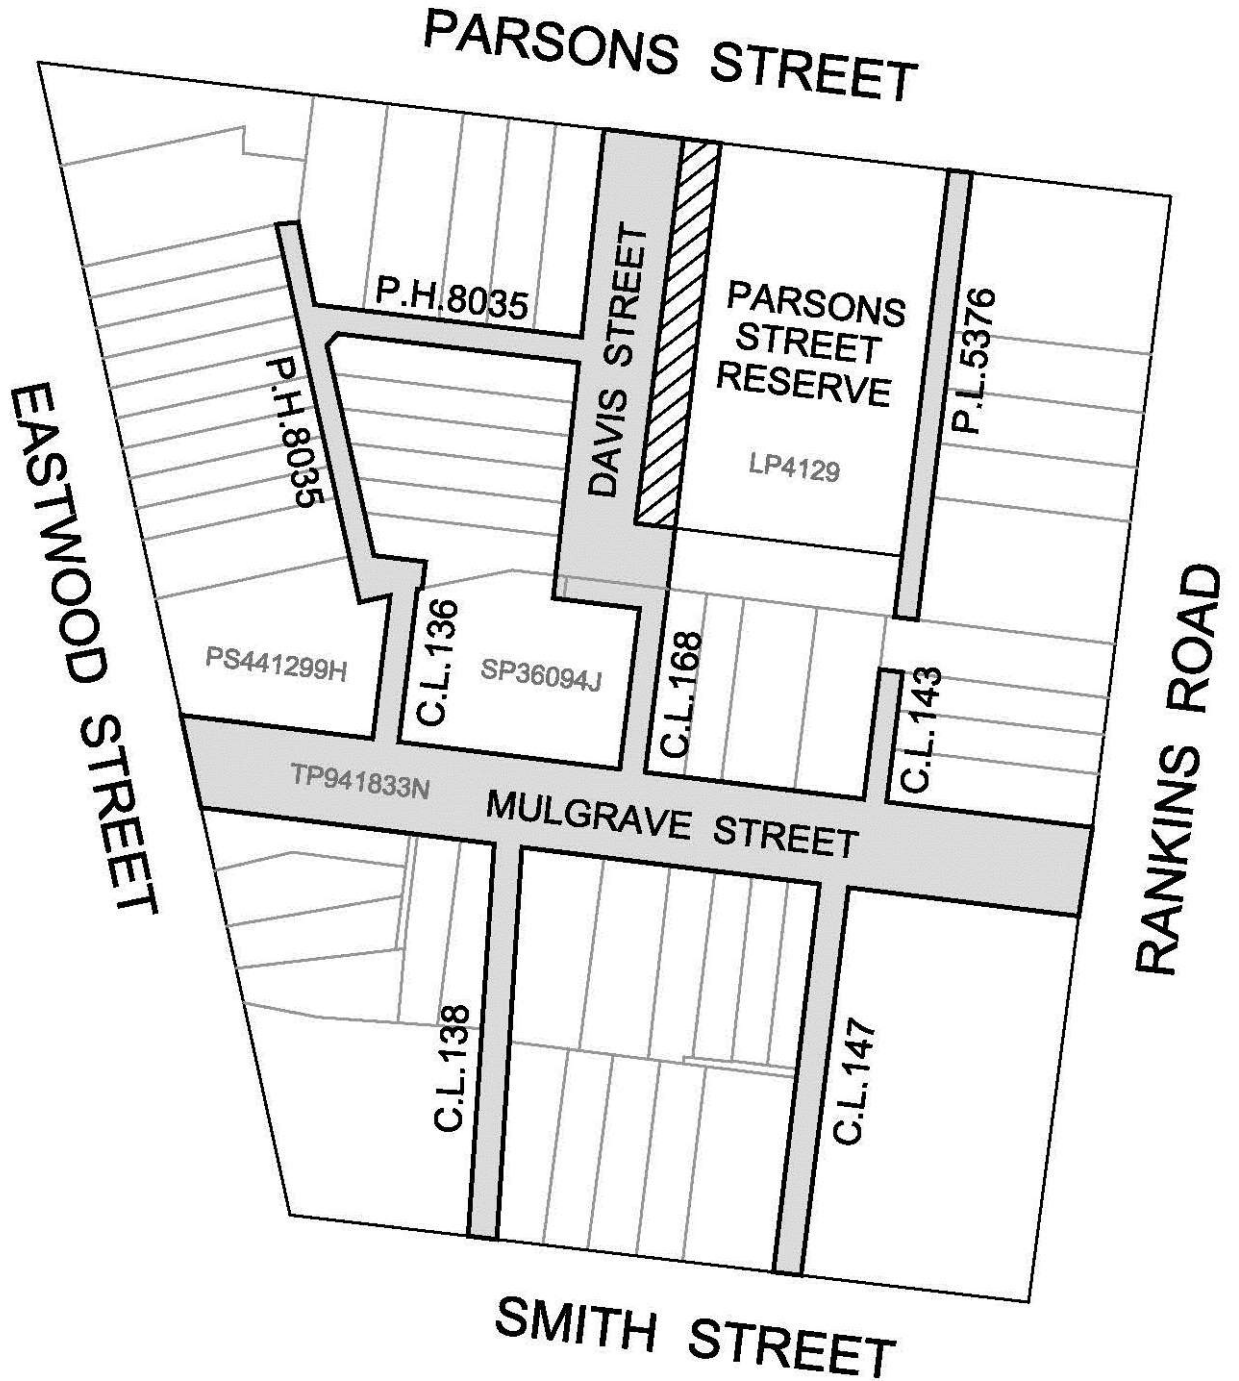 PARSONS STREET
P.H.8035
DAVIS STREET
PARSONS
STREET
RESERVE
LP4129
P.L.5376
P.H.8035
EASTWOOD STREET
PS441299H
C.L.136
SP36094J
C.L.168
C.L.143
RANKINS ROAD
TP941833N
MULGRAVE STREET
C.L.138
C.L.147
SMITH STREET